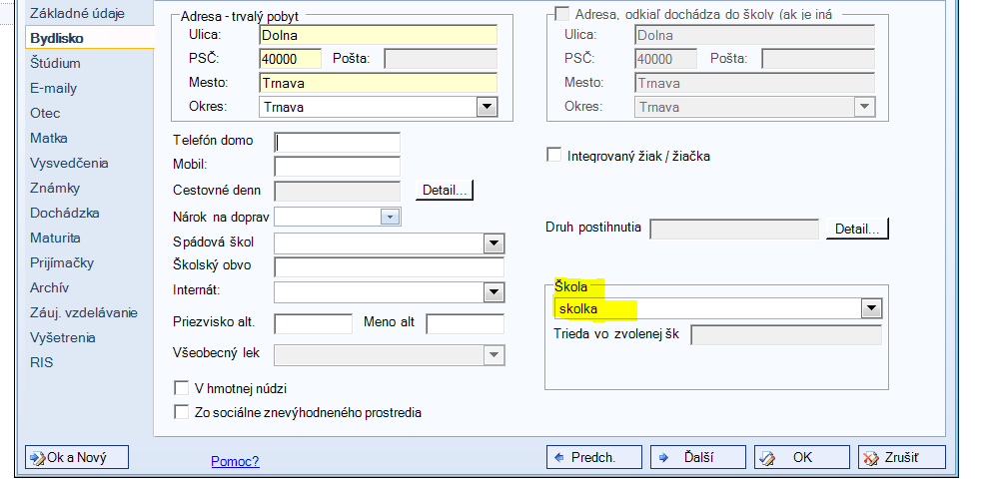 Základné údaje
Bydlisko
Štúdium
E-maily
Otec
Matka
Vysvedčenia
Známky
Dochádzka
Maturita
Prijímačky
Archív
Záuj. vzdelávanie
Vyšetrenia
RIS
Adresa - trvalý pobyt
Ulica: Dolna
PSČ: 40000 Pošta:
Mesto: Trnava
Okres: Trnava
Telefón domo
Mobil:
Cestovné denn Detail...
Nárok na doprav
Spádová škol
Školský obvo
Internát:
Priezvisko alt. Meno alt
Všeobecný lek
V hmotnej núdzi
Zo sociálne znevýhodneného prostredia
Adresa, odkiaľ dochádza do školy (ak je iná
Ulica: Dolna
PSČ: 40000 Pošta:
Mesto: Trnava
Okres: Trnava
Integrovaný žiak / žiačka
Druh postihnutia Detail...
Škola
skolka
Trieda vo zvolenej šk
Ok a Nový
Pomoc?
Predch.
Ďalší
OK
Zrušiť